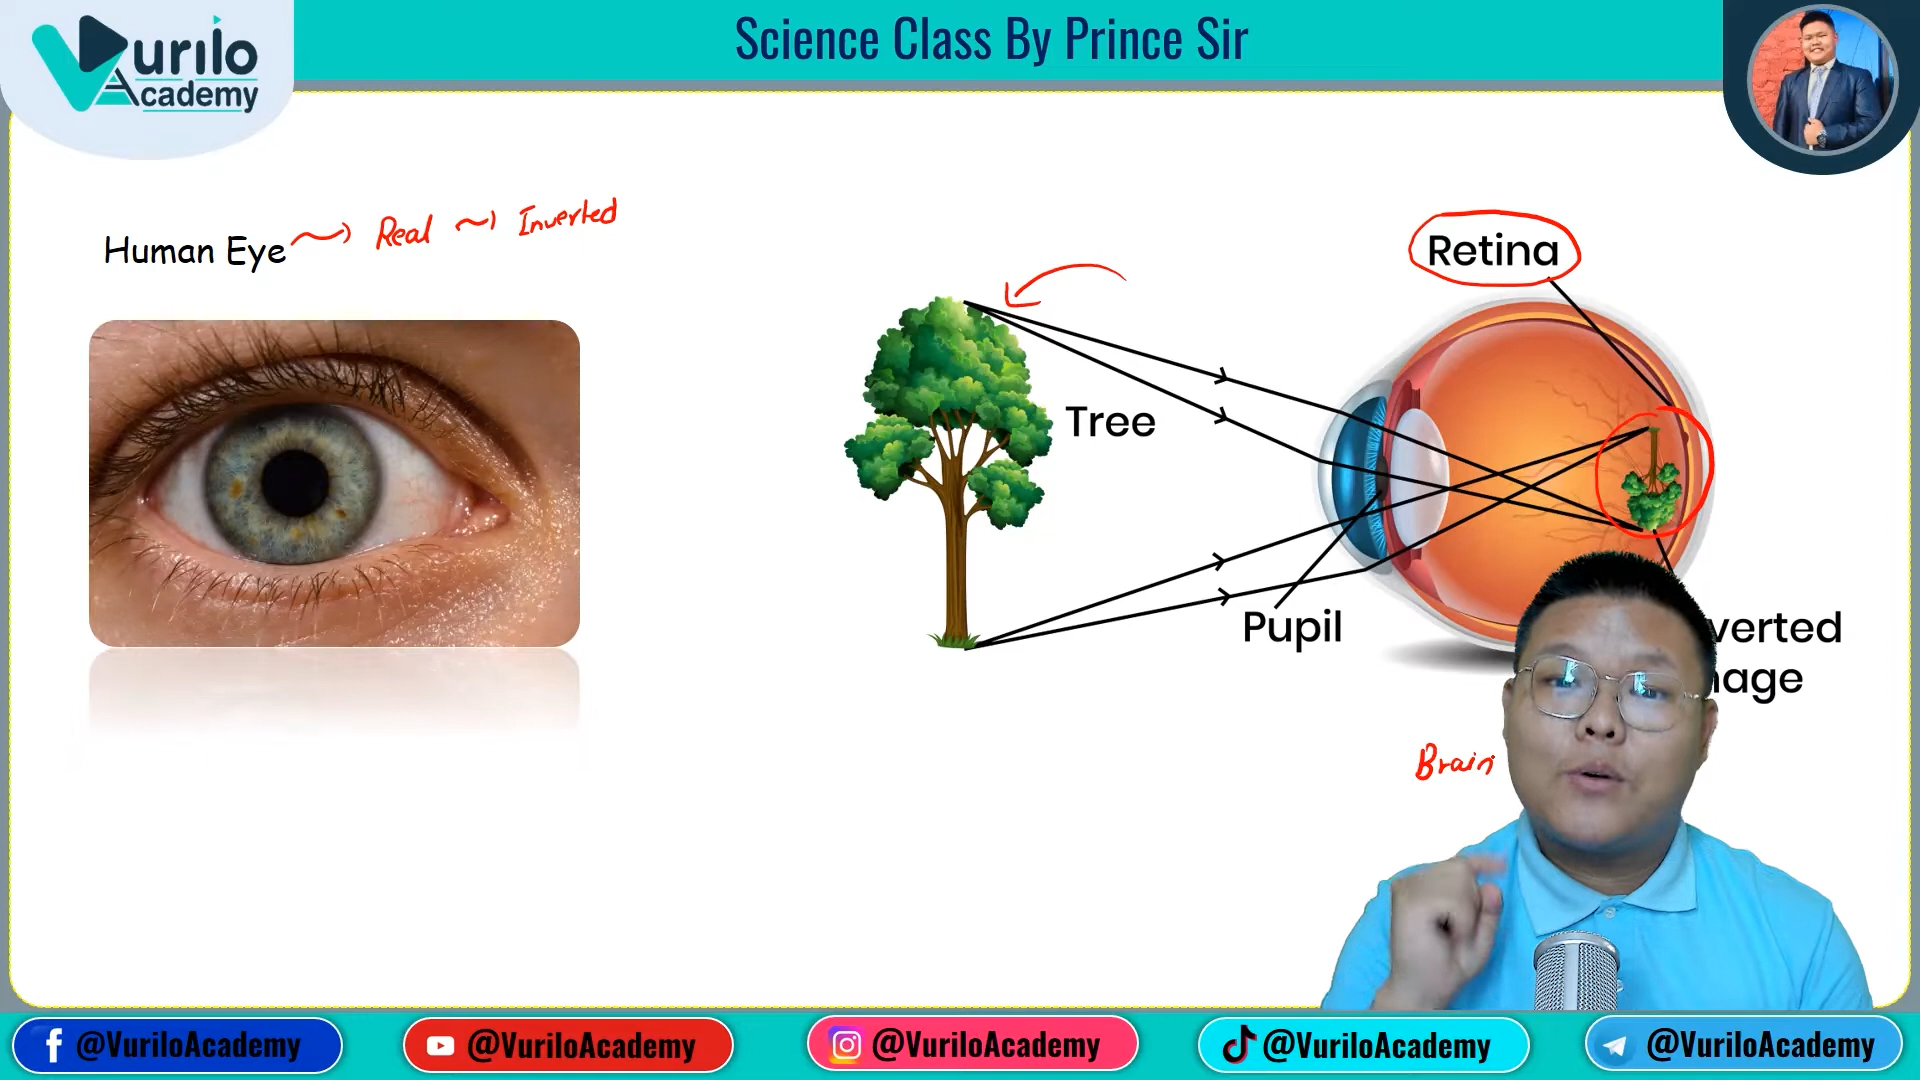 Vurilo
Academy
Science Class By Prince Sir
Human Eye
Real
Inverted
Retina
Tree
Pupil
verted
age
Brain
@VuriloAcademy
@VuriloAcademy
@VuriloAcademy
@VuriloAcademy
@VuriloAcademy